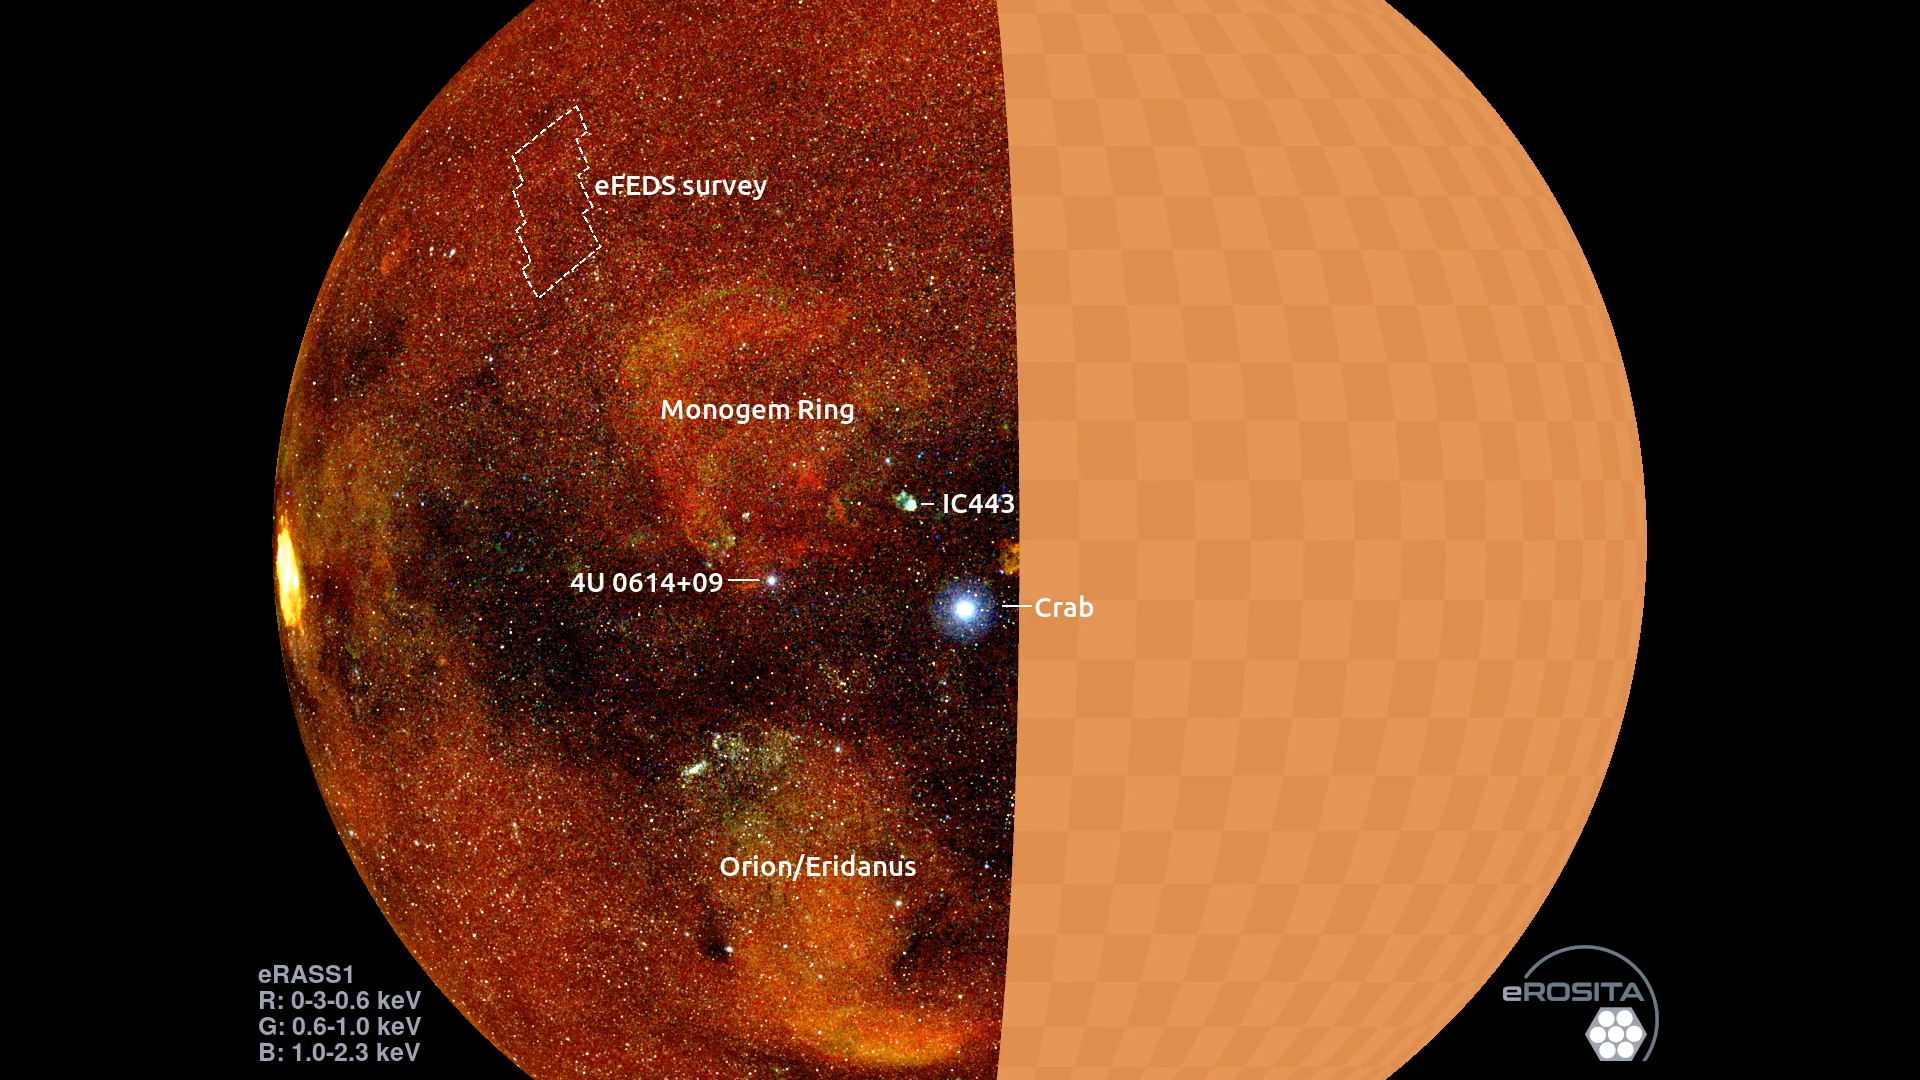 eFEDS survey
Monogem Ring
IC443
4U 0614+09
Crab
Orion/Eridanus
eRASS1
R: 0-3-0.6 keV
G: 0.6-1.0 keV
B: 1.0-2.3 keV
eROSITA